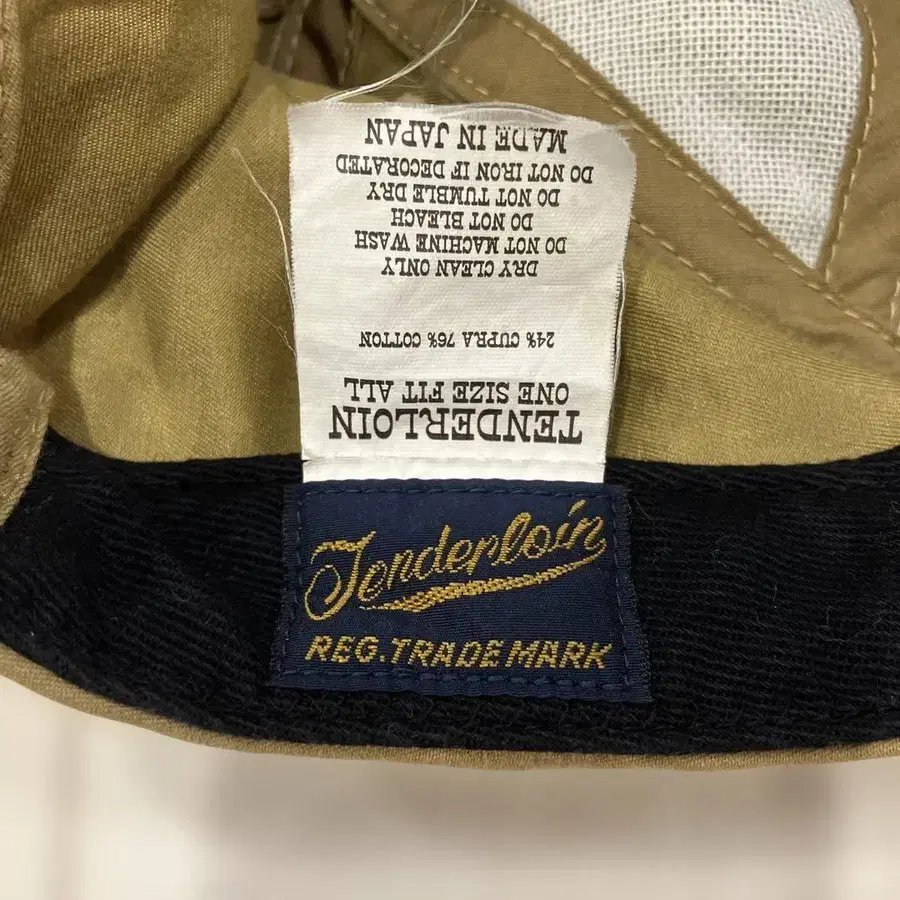 TENDERLOIN
ONE SIZE FIT ALL
24% CUPRA 76% COTTON
DRY CLEAN ONLY
DO NOT MACHINE WASH
DO NOT BLEACH
DO NOT TUMBLE DRY
DO NOT IRON IF DECORATED
MADE IN JAPAN
Tenderloin
REG. TRADE MARK